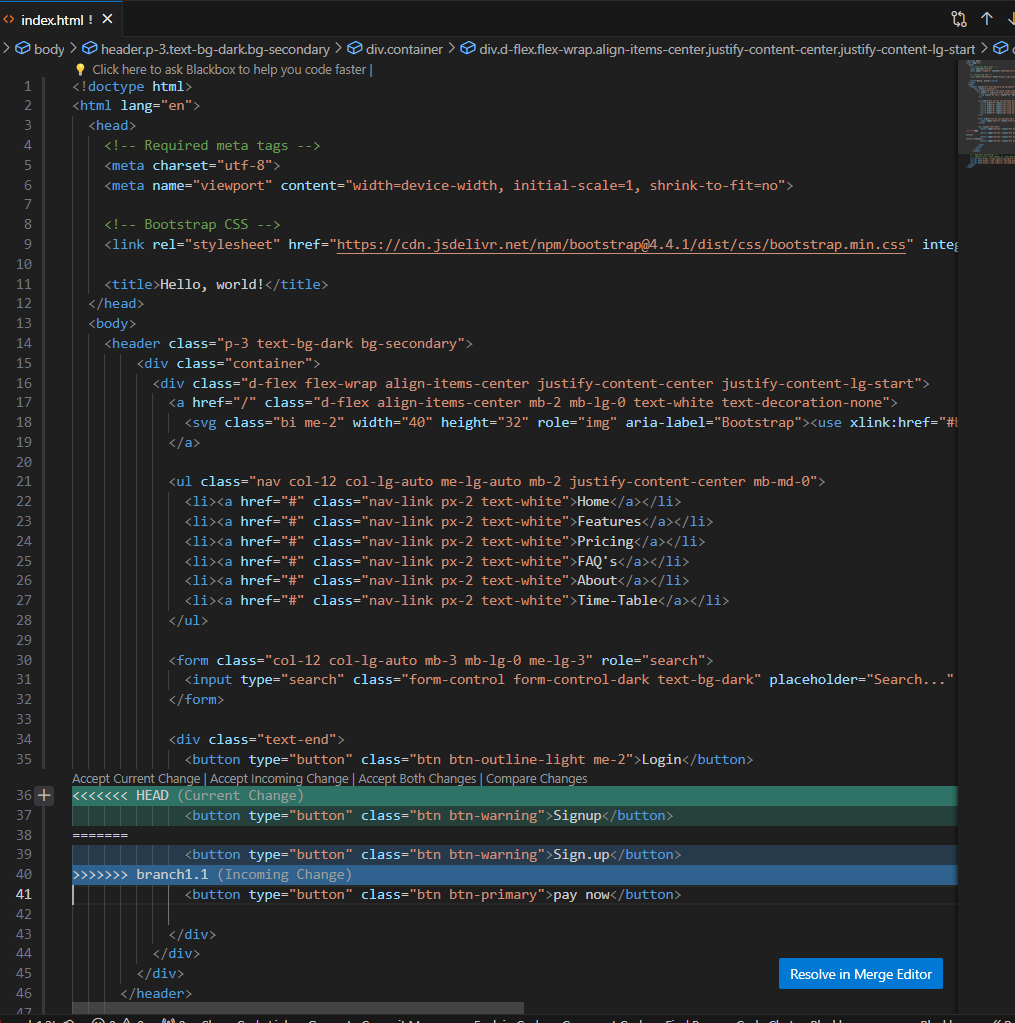 index.html !
body > header.p-3.text-bg-dark.bg-secondary > div.container > div.d-flex.flex-wrap.align-items-center.justify-content-center.justify-content-lg-start >
Click here to ask Blackbox to help you code faster |
1 <!doctype html>
2 <html lang="en">
3 <head>
4 <!-- Required meta tags -->
5 <meta charset="utf-8">
6 <meta name="viewport" content="width=device-width, initial-scale=1, shrink-to-fit=no">
7
8 <!-- Bootstrap CSS -->
9 <link rel="stylesheet" href="https://cdn.jsdelivr.net/npm/bootstrap@4.4.1/dist/css/bootstrap.min.css" integ
10
11 <title>Hello, world!</title>
12 </head>
13 <body>
14 <header class="p-3 text-bg-dark bg-secondary">
15 <div class="container">
16 <div class="d-flex flex-wrap align-items-center justify-content-center justify-content-lg-start">
17 <a href="/" class="d-flex align-items-center mb-2 mb-lg-0 text-white text-decoration-none">
18 <svg class="bi me-2" width="40" height="32" role="img" aria-label="Bootstrap"><use xlink:href="#b
19 </a>
20
21 <ul class="nav col-12 col-lg-auto me-lg-auto mb-2 justify-content-center mb-md-0">
22 <li><a href="#" class="nav-link px-2 text-white">Home</a></li>
23 <li><a href="#" class="nav-link px-2 text-white">Features</a></li>
24 <li><a href="#" class="nav-link px-2 text-white">Pricing</a></li>
25 <li><a href="#" class="nav-link px-2 text-white">FAQ's</a></li>
26 <li><a href="#" class="nav-link px-2 text-white">About</a></li>
27 <li><a href="#" class="nav-link px-2 text-white">Time-Table</a></li>
28 </ul>
29
30 <form class="col-12 col-lg-auto mb-3 mb-lg-0 me-lg-3" role="search">
31 <input type="search" class="form-control form-control-dark text-bg-dark" placeholder="Search..."
32 </form>
33
34 <div class="text-end">
35 <button type="button" class="btn btn-outline-light me-2">Login</button>
Accept Current Change | Accept Incoming Change | Accept Both Changes | Compare Changes
36 <<<<<<< HEAD (Current Change)
37 <button type="button" class="btn btn-warning">Signup</button>
38 =======
39 <button type="button" class="btn btn-warning">Sign.up</button>
40 >>>>>>> branch1.1 (Incoming Change)
41 <button type="button" class="btn btn-primary">pay now</button>
42
43 </div>
44 </div>
45 </div>
Resolve in Merge Editor
46 </header>
47